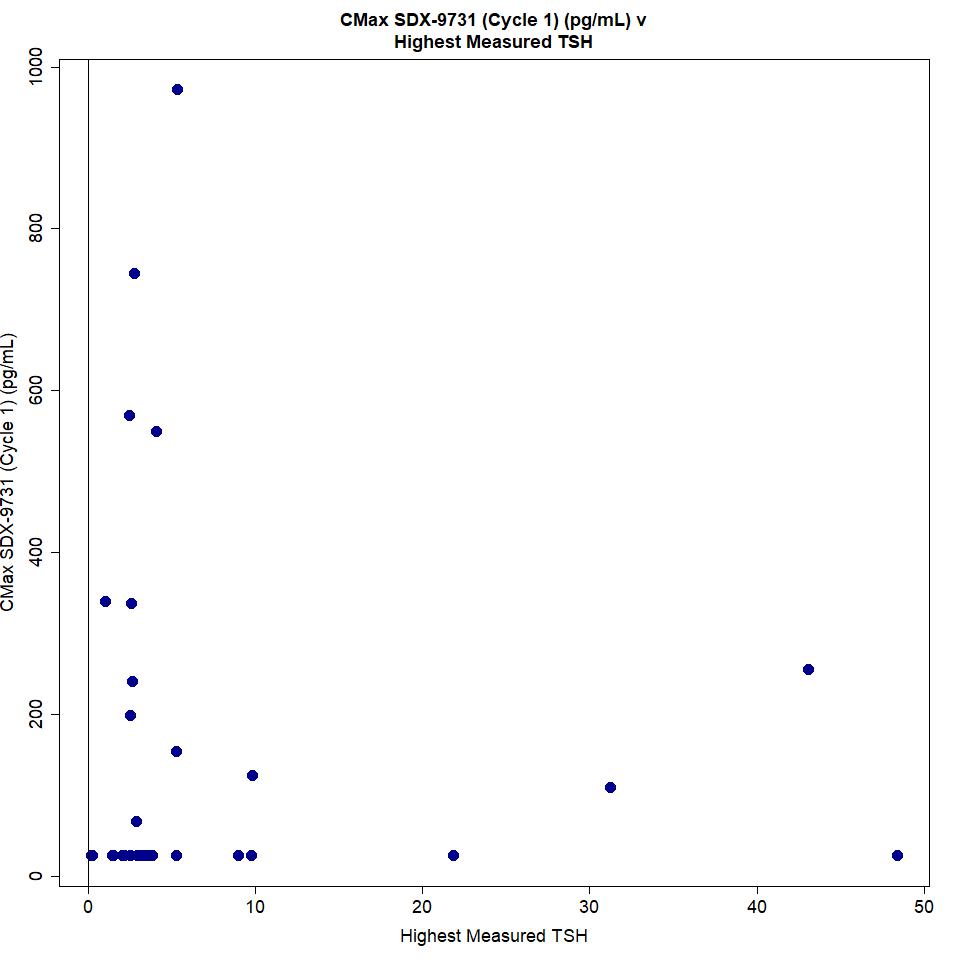 CMax SDX-9731 (Cycle 1) (pg/mL) v
Highest Measured TSH
1000
800
600
400
200
0
CMax SDX-9731 (Cycle 1) (pg/mL)
0 10 20 30 40 50
Highest Measured TSH